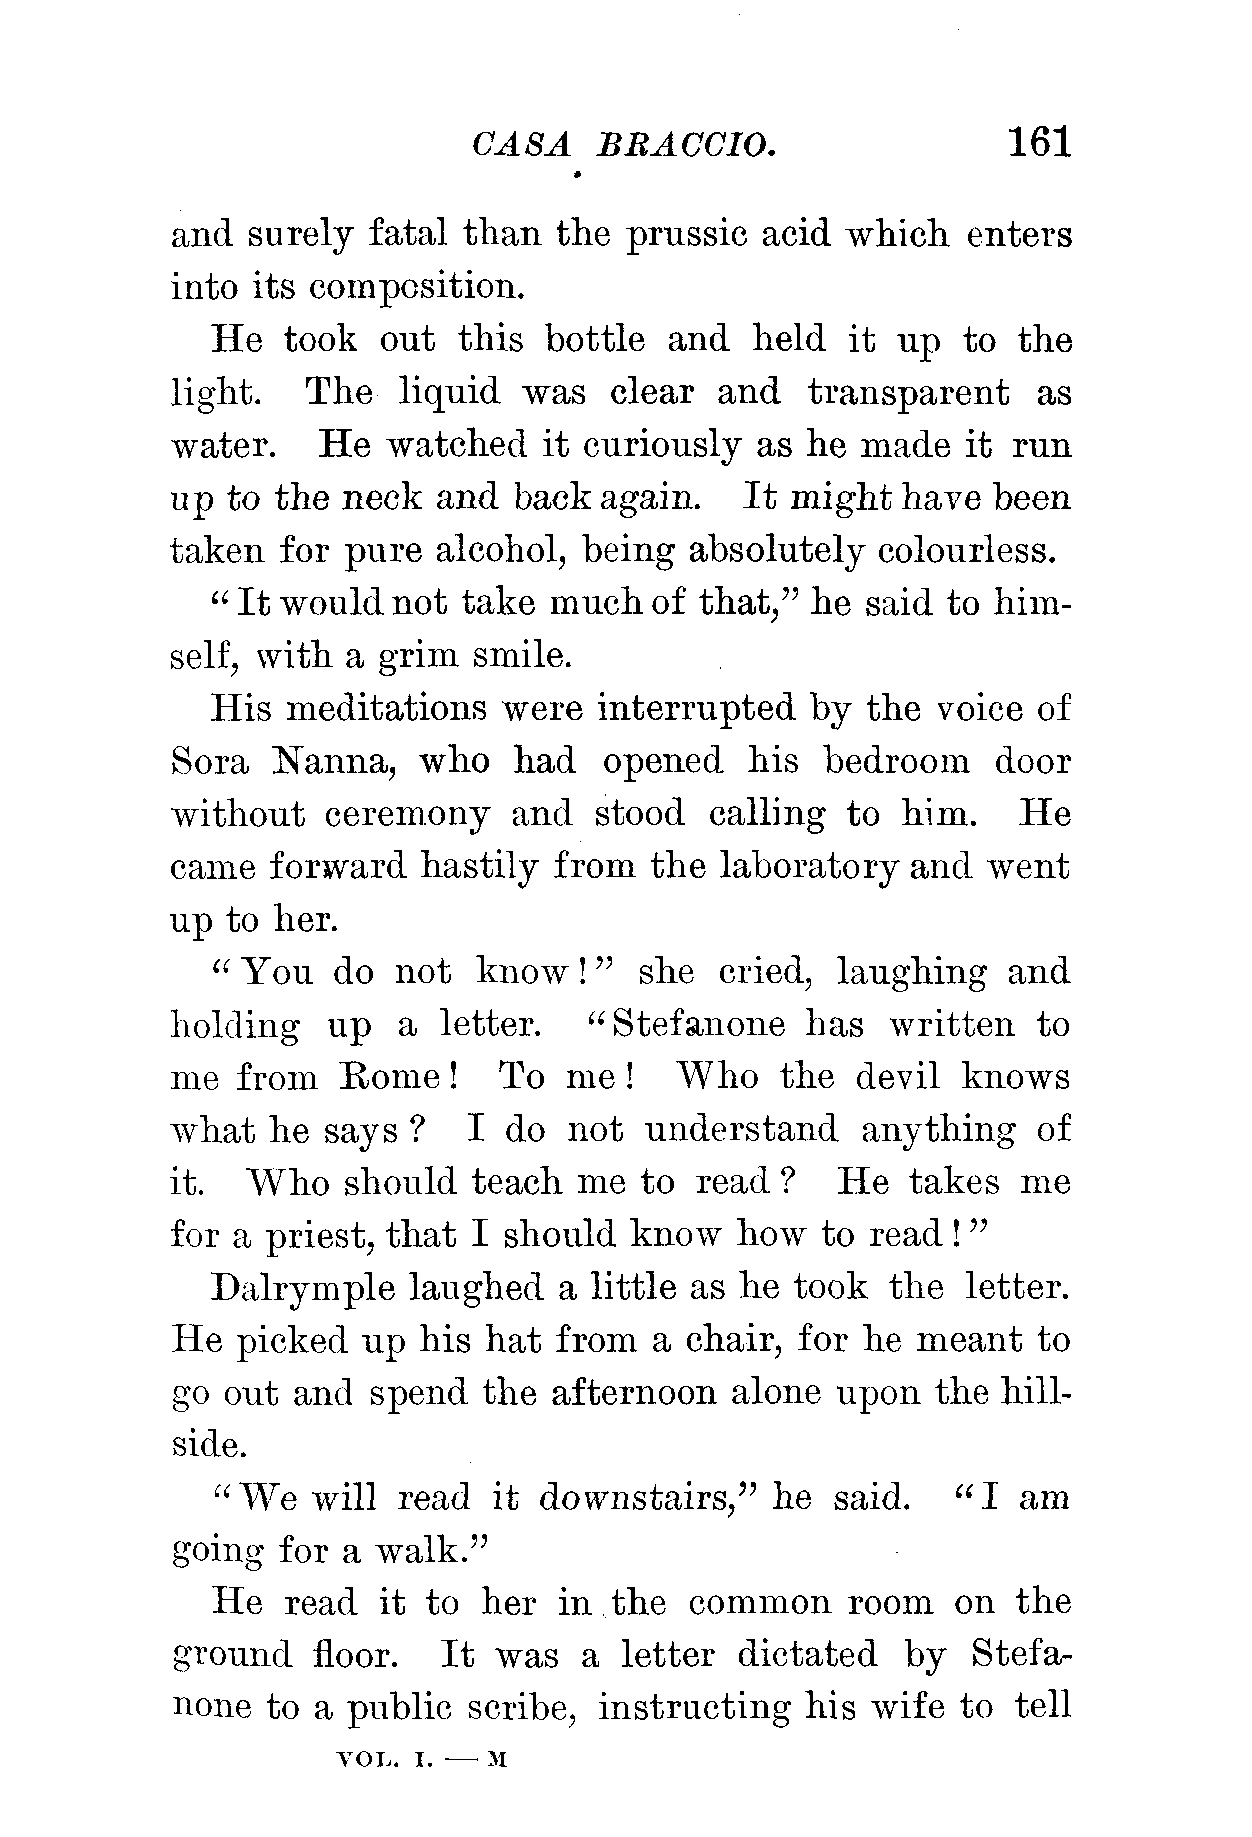 CASA BRACCIO. 161
and surely fatal than the prussic acid which enters
into its composition.
He took out this bottle and held it up to the
light. The liquid was clear and transparent as
water. He watched it curiously as he made it run
up to the neck and back again. It might have been
taken for pure alcohol, being absolutely colourless.
“It would not take much of that,” he said to him-
self, with a grim smile.
His meditations were interrupted by the voice of
Sora Nanna, who had opened his bedroom door
without ceremony and stood calling to him. He
came forward hastily from the laboratory and went
up to her.
“You do not know!” she cried, laughing and
holding up a letter. “Stefanone has written to
me from Rome! To me! Who the devil knows
what he says? I do not understand anything of
it. Who should teach me to read? He takes me
for a priest, that I should know how to read!”
Dalrymple laughed a little as he took the letter.
He picked up his hat from a chair, for he meant to
go out and spend the afternoon alone upon the hill-
side.
“We will read it downstairs,” he said. “I am
going for a walk.”
He read it to her in the common room on the
ground floor. It was a letter dictated by Stefa-
none to a public scribe, instructing his wife to tell
VOL. I. — M